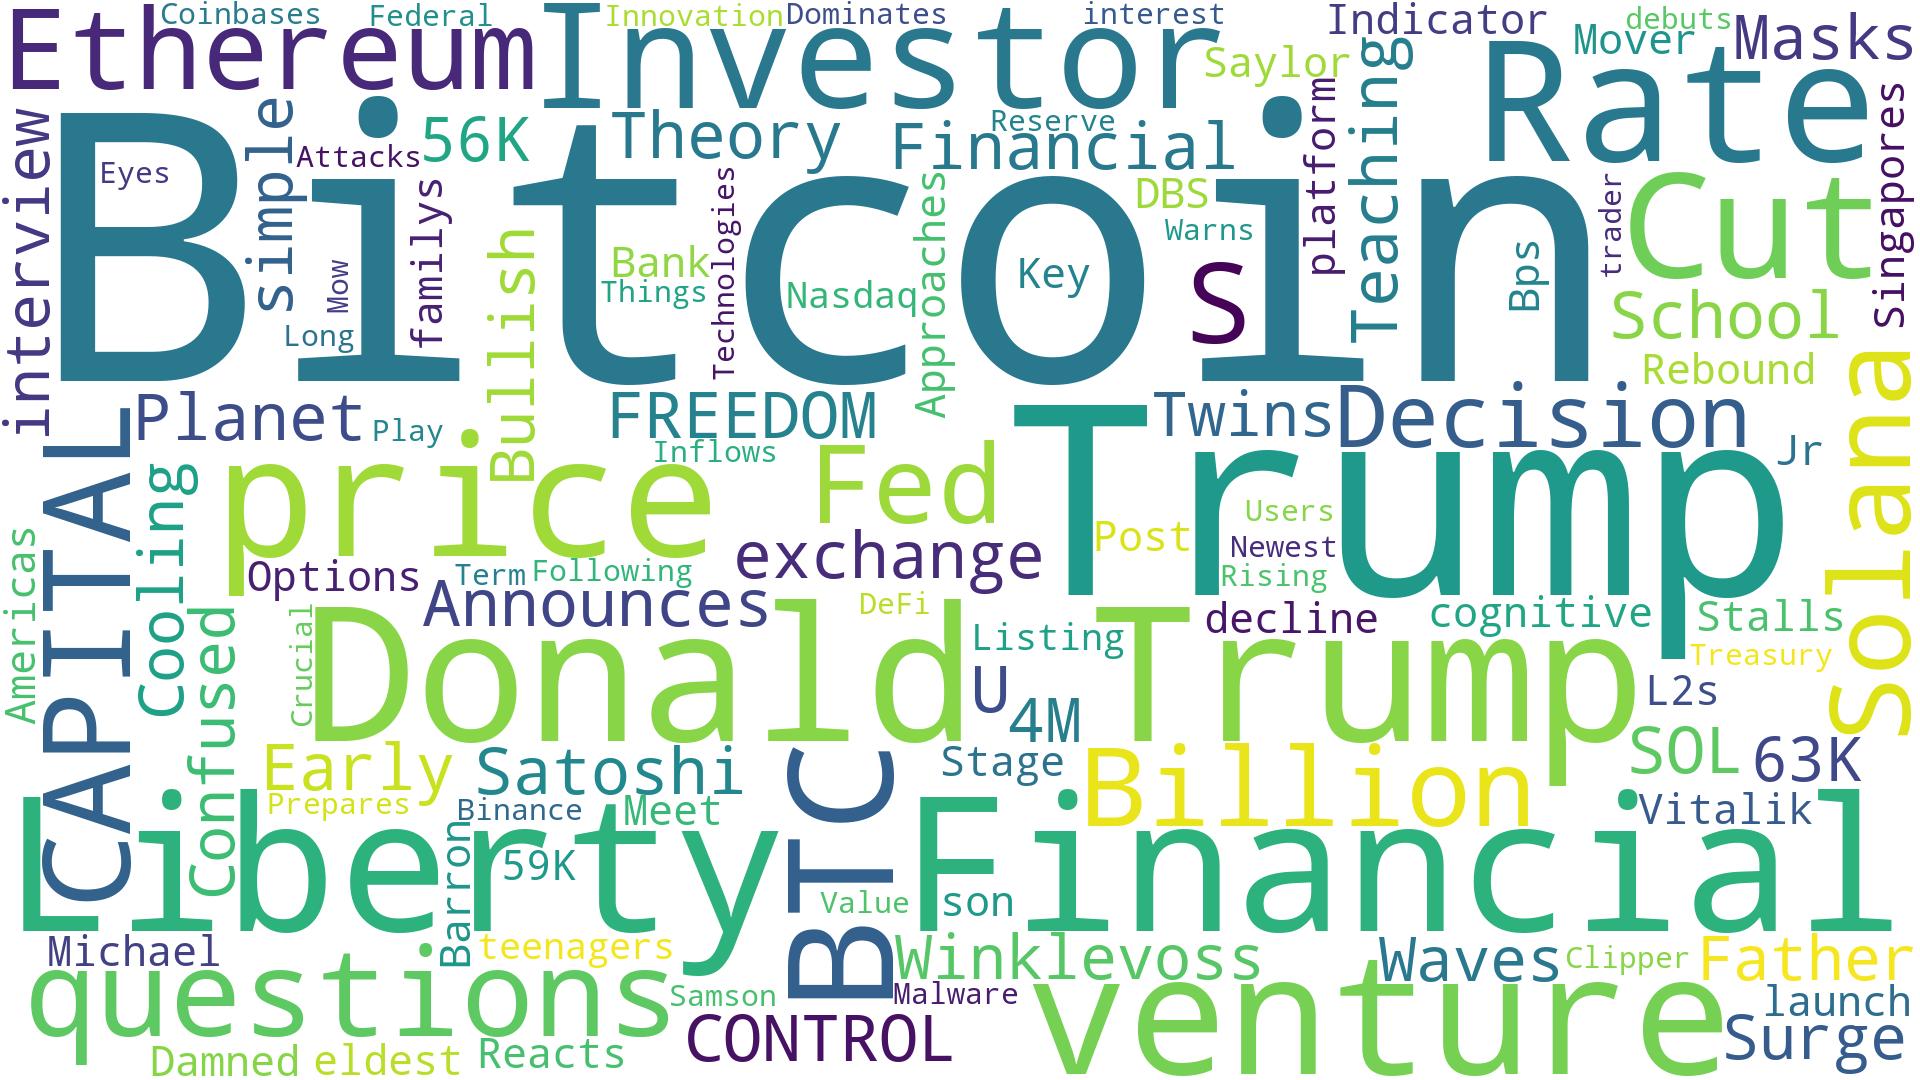 Coinbases
Federal
Innovation
Dominates
interest
Indicator
debuts
Ethereum
Investor
Saylor
Mover
Masks
Rate
Teaching
platform
interview
Bitcoin
simple
Attacks
56K
Theory
Reserve
Financial
Eyes
familys
Technologies
Approaches
DBS
Warns
trader
Cut
Singapores
Bullish
Bank
Things
Nasdaq
Key
S
Bps
Mow
Long
School
Rebound
Solana
CAPITAL
Planet
Play
FREEDOM
Inflows
Twins
Decision
Jr
price
Fed
Trump
Cooling
Americas
Users
Post
Newest
Rising
exchange
Options
Term
Following
Announces
DeFi
Confused
Crucial
Donald Trump
Listing
decline
cognitive
Stalls
Treasury
U
4M
L2s
Early
Satoshi
BTC
Stage
Billion
SOL
63K
Prepares
Binance
Meet
Vitalik
Liberty Financial
Barron
59K
Value
son
Michael
teenagers
Winklevoss
Waves
Clipper
Father
questions
Samson
Malware
venture
launch
Damned
eldest
Reacts
CONTROL
Surge